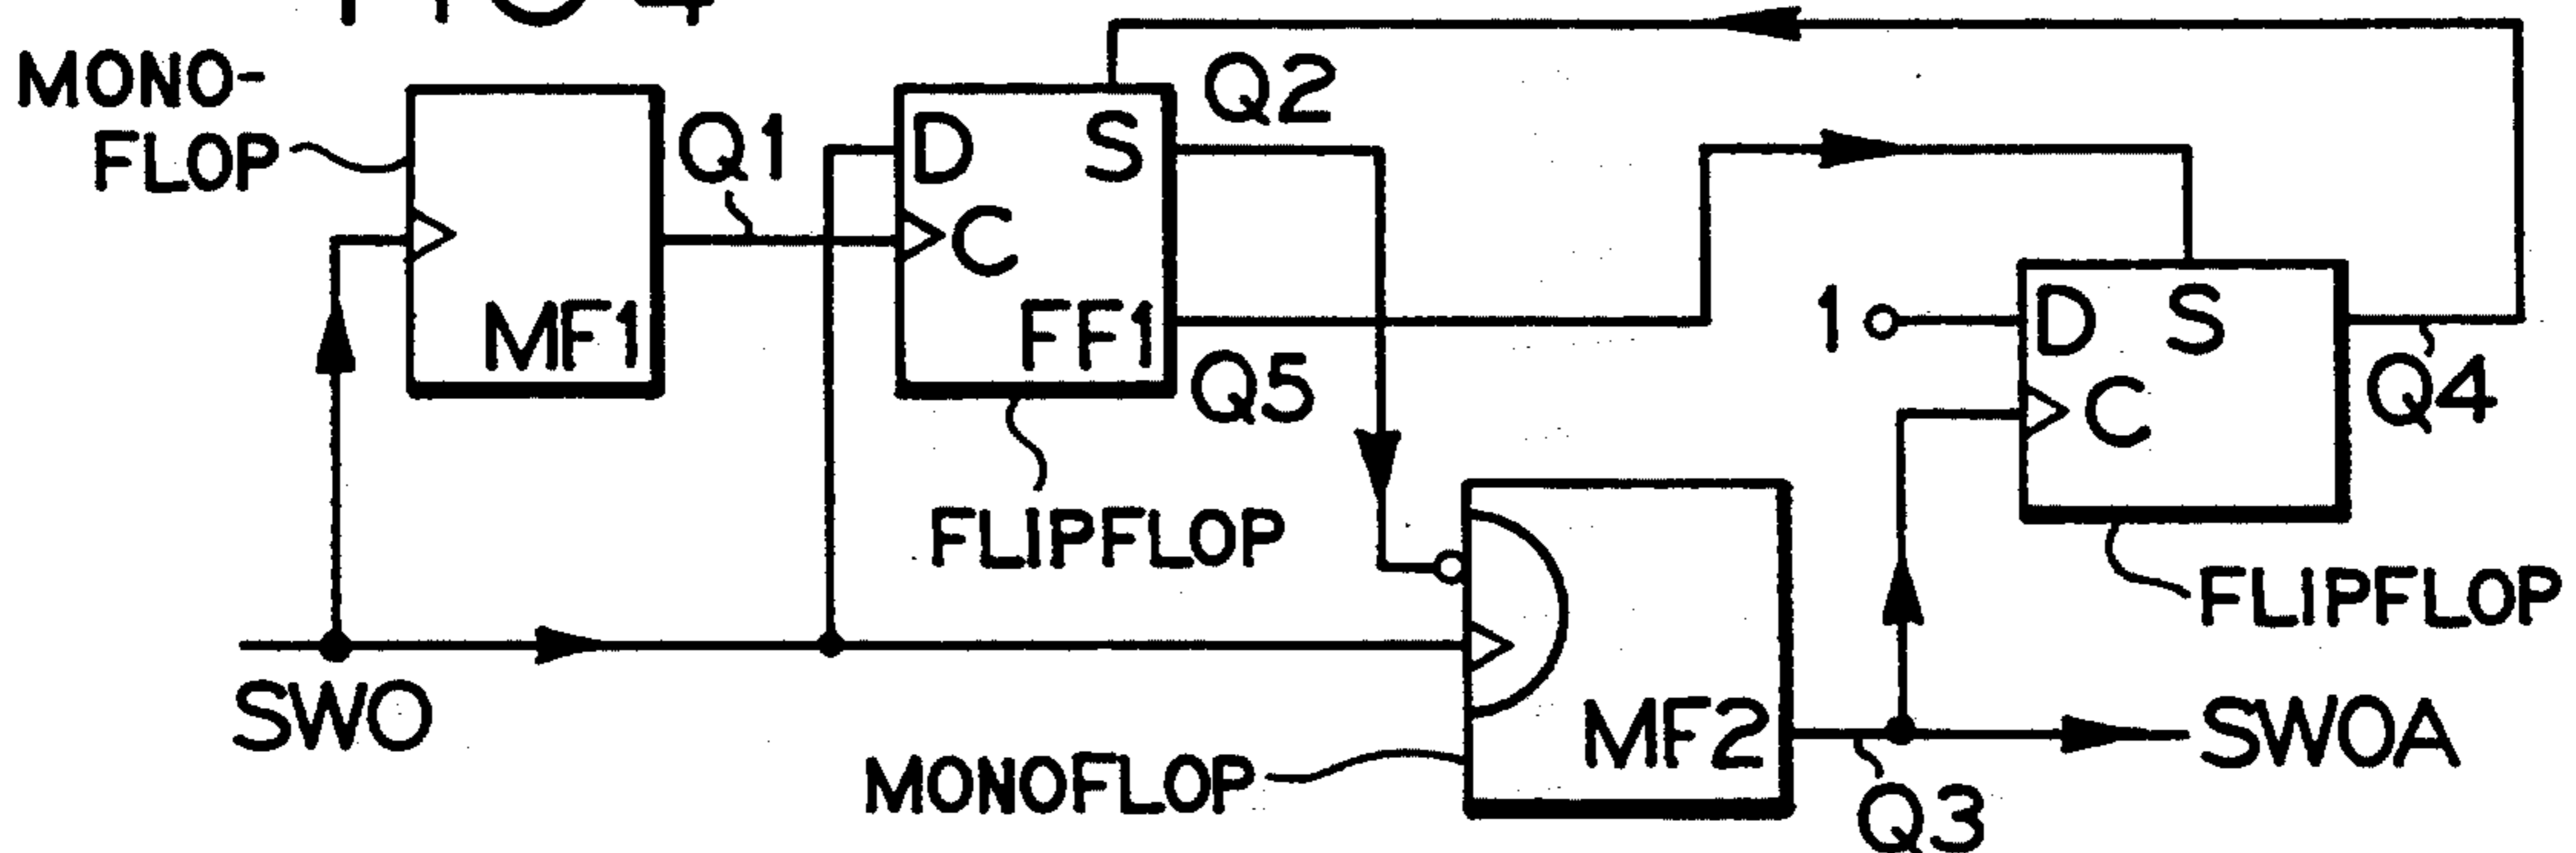 MONO-
FLOP
Q1
D
S
C
FF1
Q2
Q5
MF1
FLIPFLOP
1
D
S
C
Q4
FLIPFLOP
SWO
MONOFLOP
MF2
Q3
SWOA